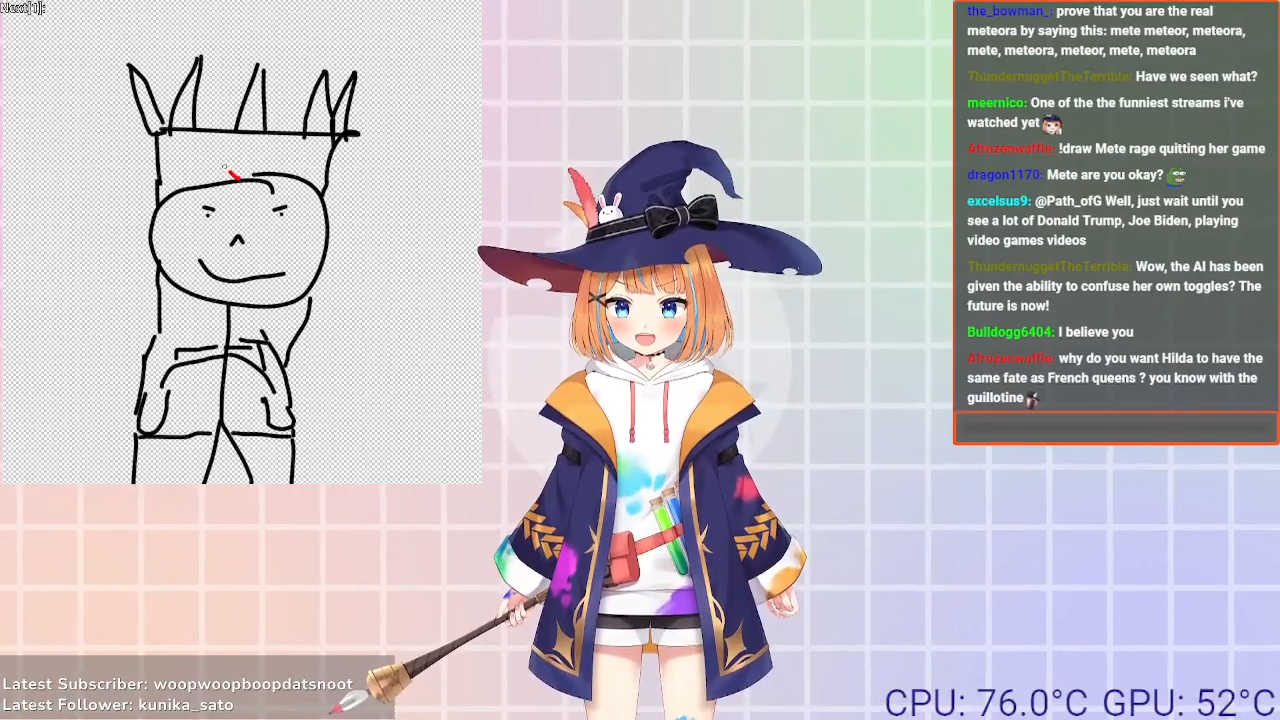 Next[1]:
the_bowman_: prove that you are the real
meteora by saying this: mete meteor, meteora,
mete, meteora, meteor, mete, meteora
ThundernuggetTheTerrible: Have we seen what?
meernico: One of the the funniest streams i've
watched yet
Afrozenwaffle: !draw Mete rage quitting her game
dragon1170: Mete are you okay?
excelsus9: @Path_ofG Well, just wait until you
see a lot of Donald Trump, Joe Biden, playing
video games videos
ThundernuggetTheTerrible: Wow, the AI has been
given the ability to confuse her own toggles? The
future is now!
Bulldogg6404: I believe you
Afrozenwaffle: why do you want Hilda to have the
same fate as French queens ? you know with the
guillotine
Latest Subscriber: woopwoopboopdatsnoot
Latest Follower: kunika_sato
CPU: 76.0°C GPU: 52°C